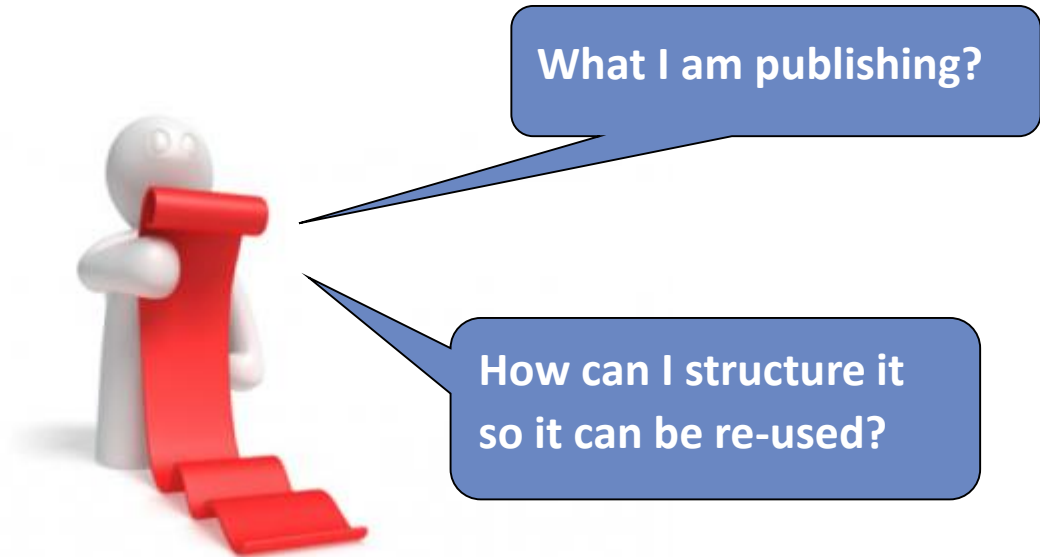 What I am publishing?
How can I structure it
so it can be re-used?